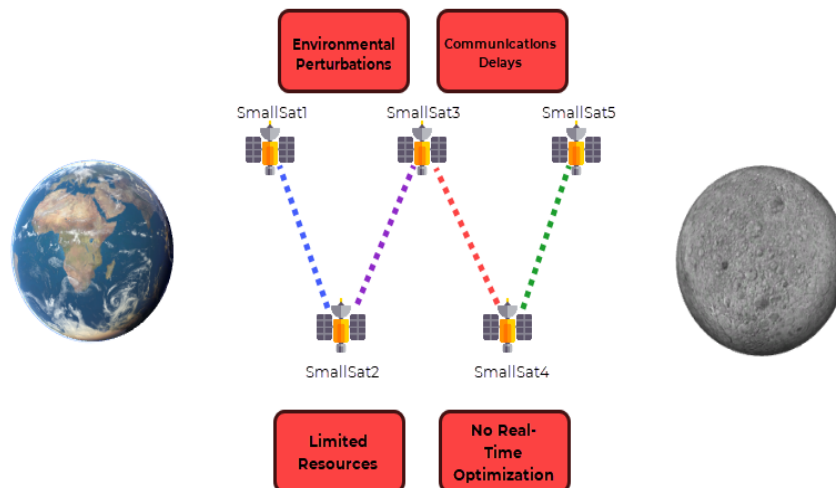 Environmental
Perturbations
Communications
Delays
SmallSat1
SmallSat3
SmallSat5
SmallSat2
SmallSat4
Limited
Resources
No Real-
Time
Optimization